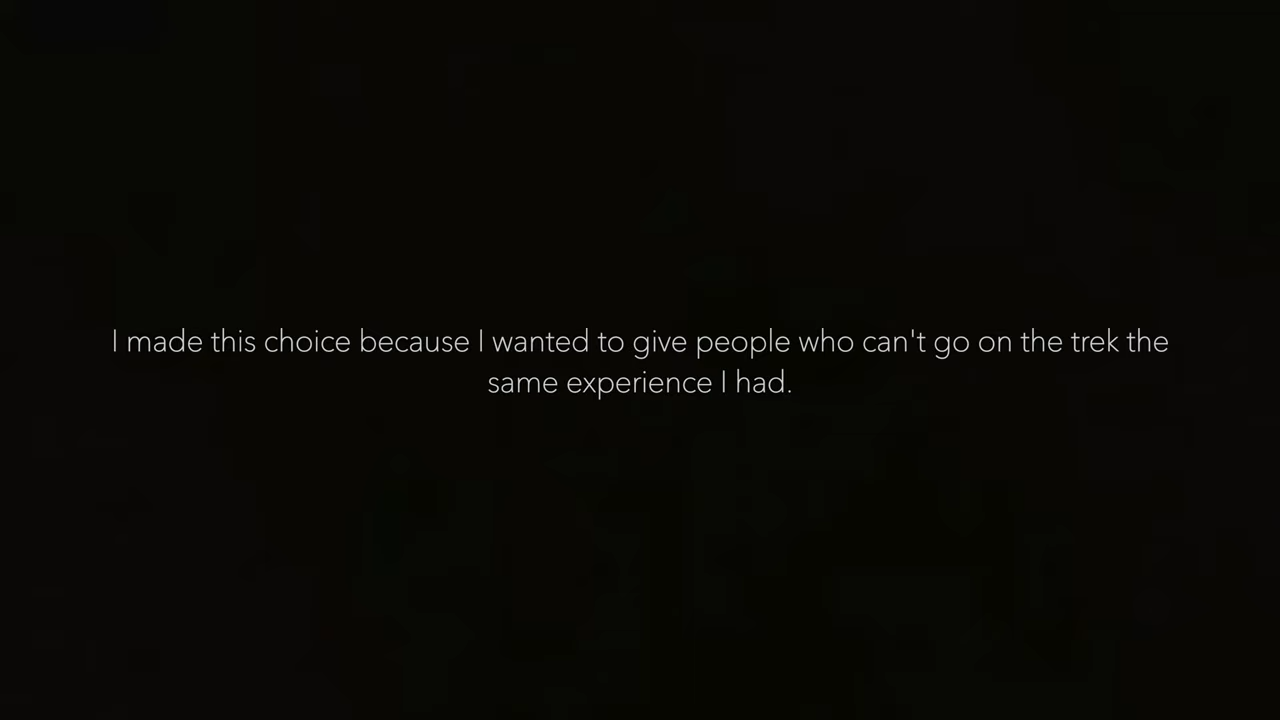 I made this choice because I wanted to give people who can't go on the trek the
same experience I had.